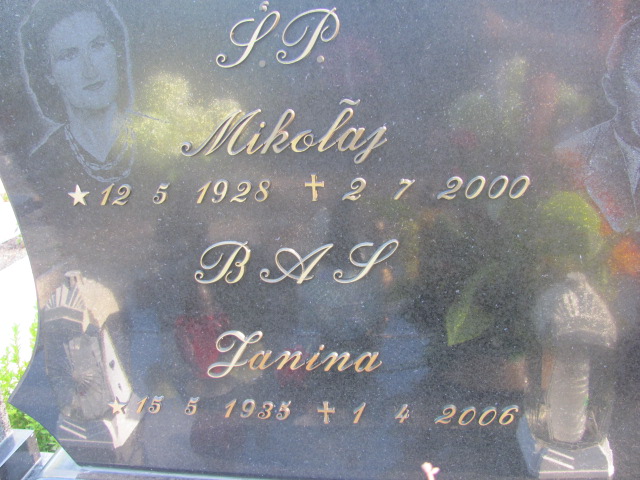 Ś.P.
Mikołaj
★ 12 5 1928 ✝ 2 7 2000
BAS
Janina
★ 15 5 1935 ✝ 1 4 2006